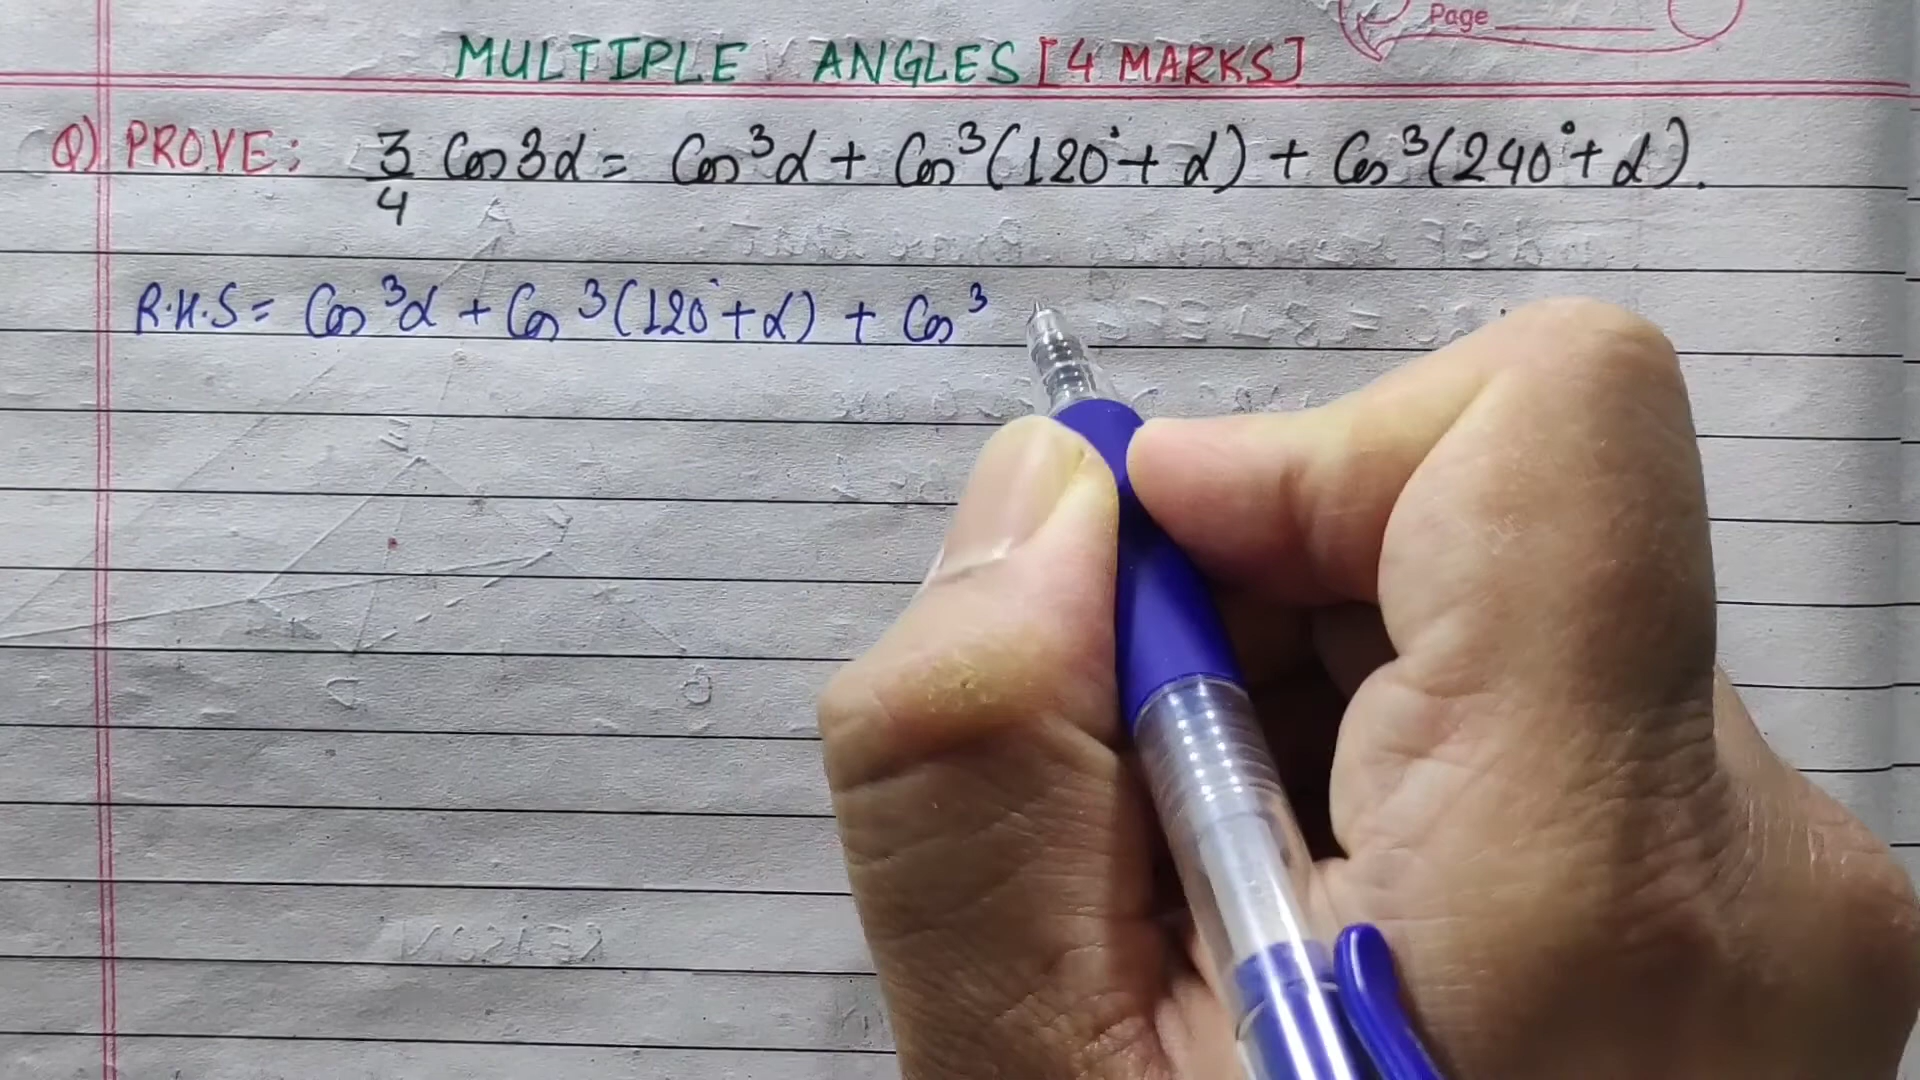 Page
MULTIPLE ANGLES [4 MARKS]
Q) PROVE: 3/4 Cos3α = Cos³α + Cos³(120°+α) + Cos³(240°+α).
R.H.S = Cos³α + Cos³(120°+α) + Cos³